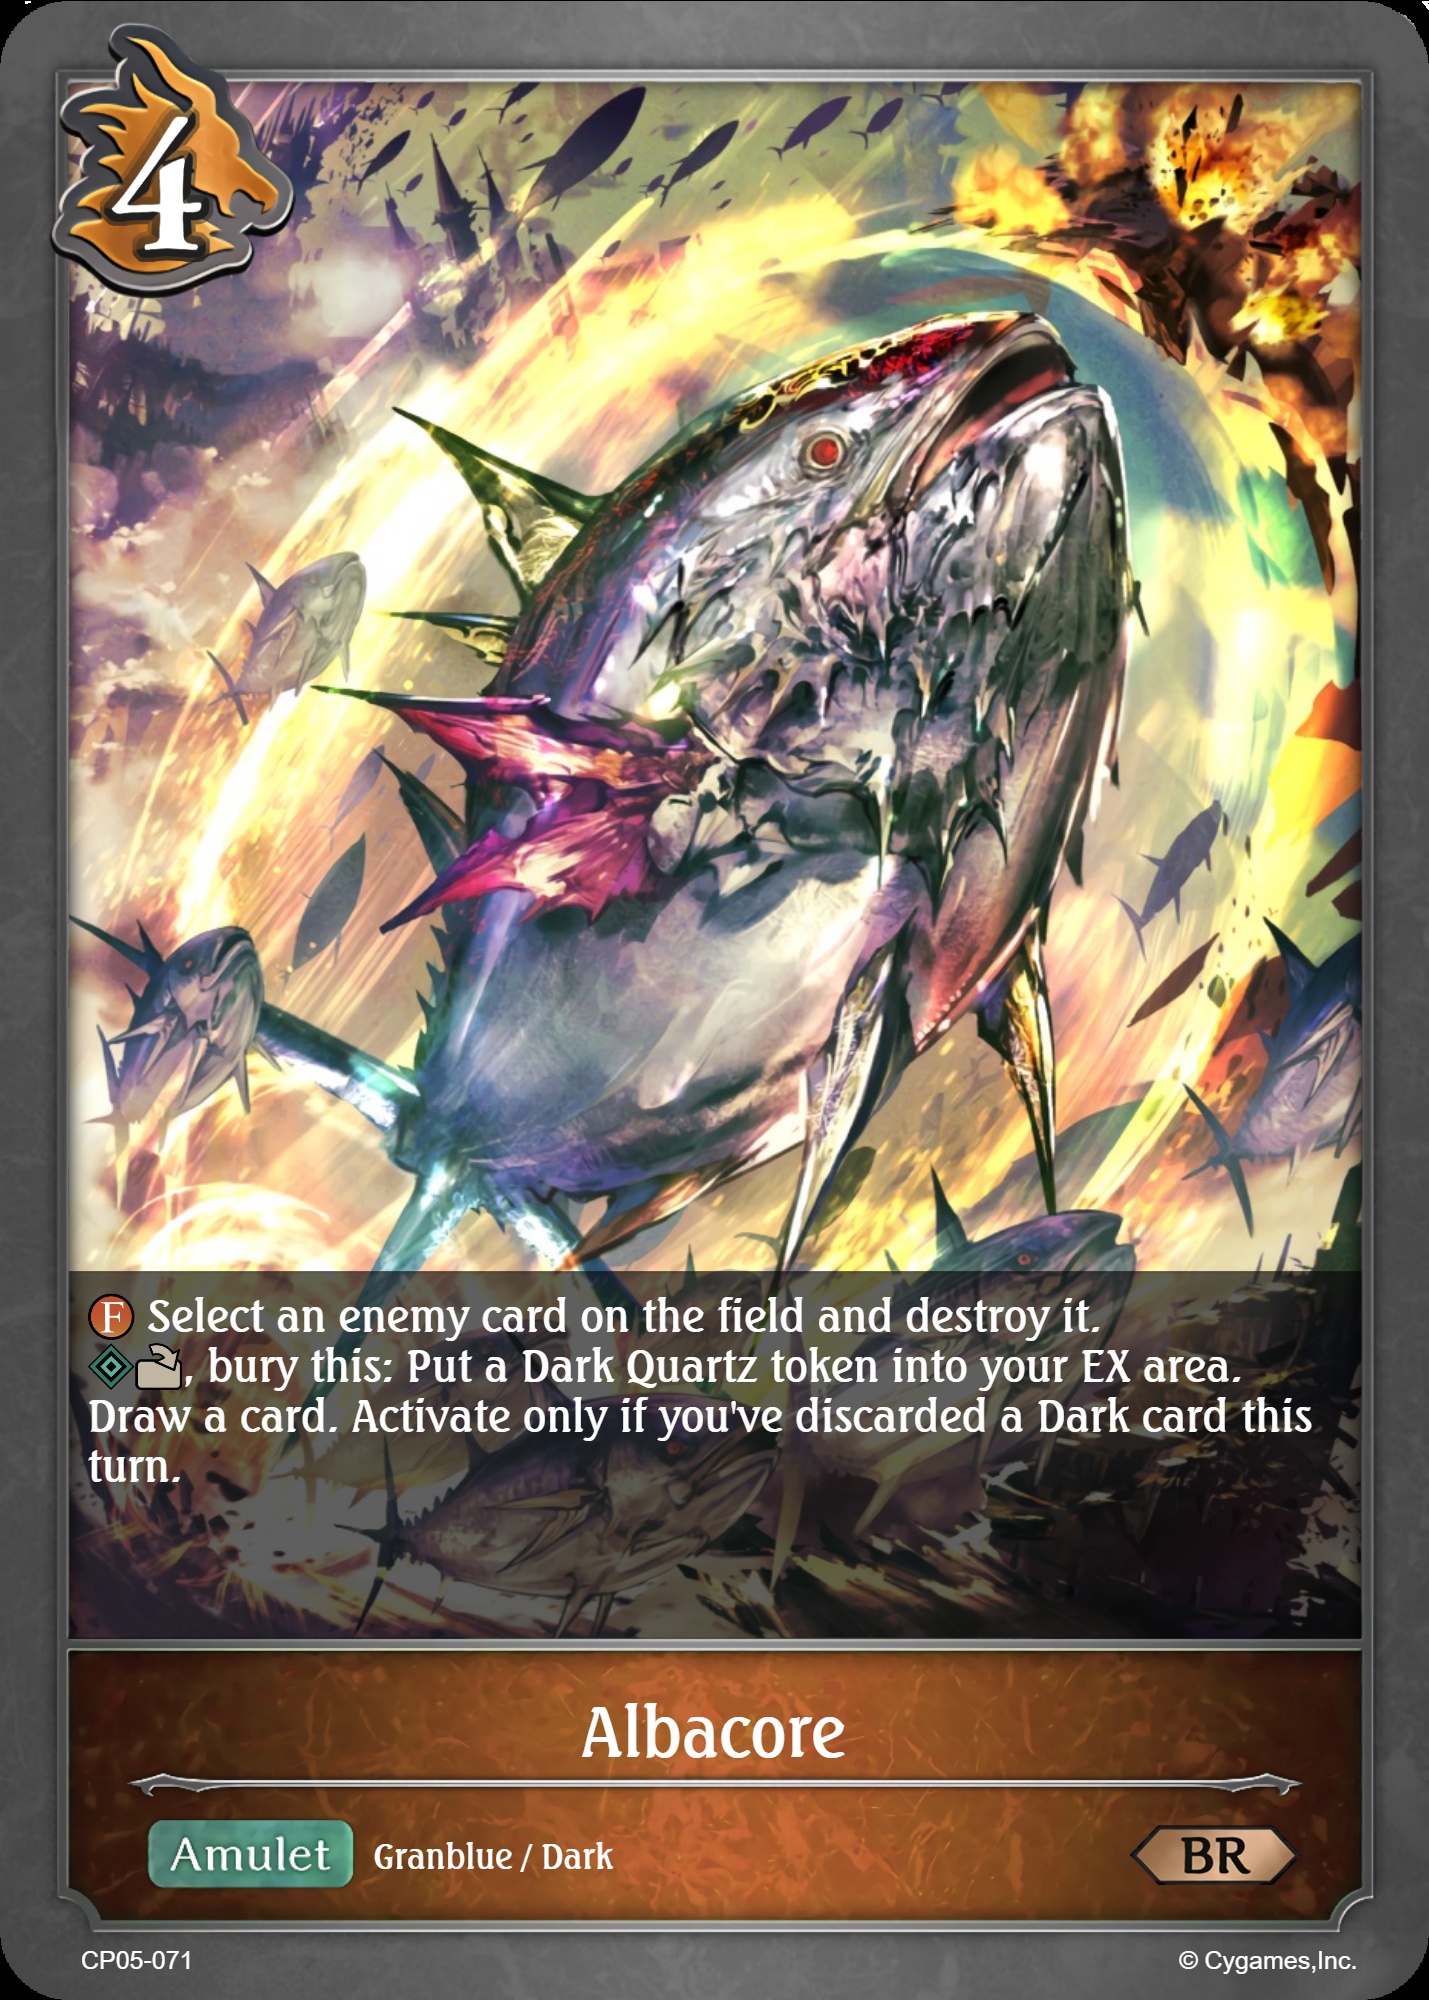 4
F Select an enemy card on the field and destroy it.
, bury this: Put a Dark Quartz token into your EX area.
Draw a card. Activate only if you've discarded a Dark card this
turn.
Albacore
Amulet Granblue / Dark BR
CP05-071 © Cygames,Inc.